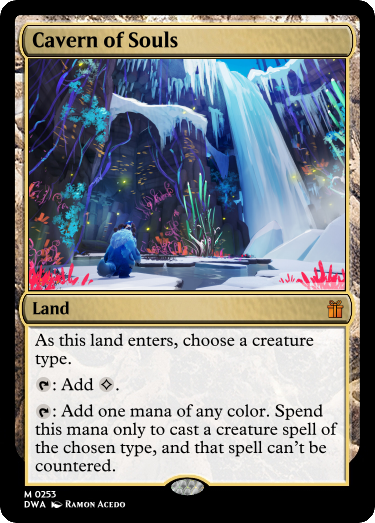 Cavern of Souls
Land
As this land enters, choose a creature
type.
: Add .
: Add one mana of any color. Spend
this mana only to cast a creature spell of
the chosen type, and that spell can't be
countered.
M 0253
DWA Ramon Acedo